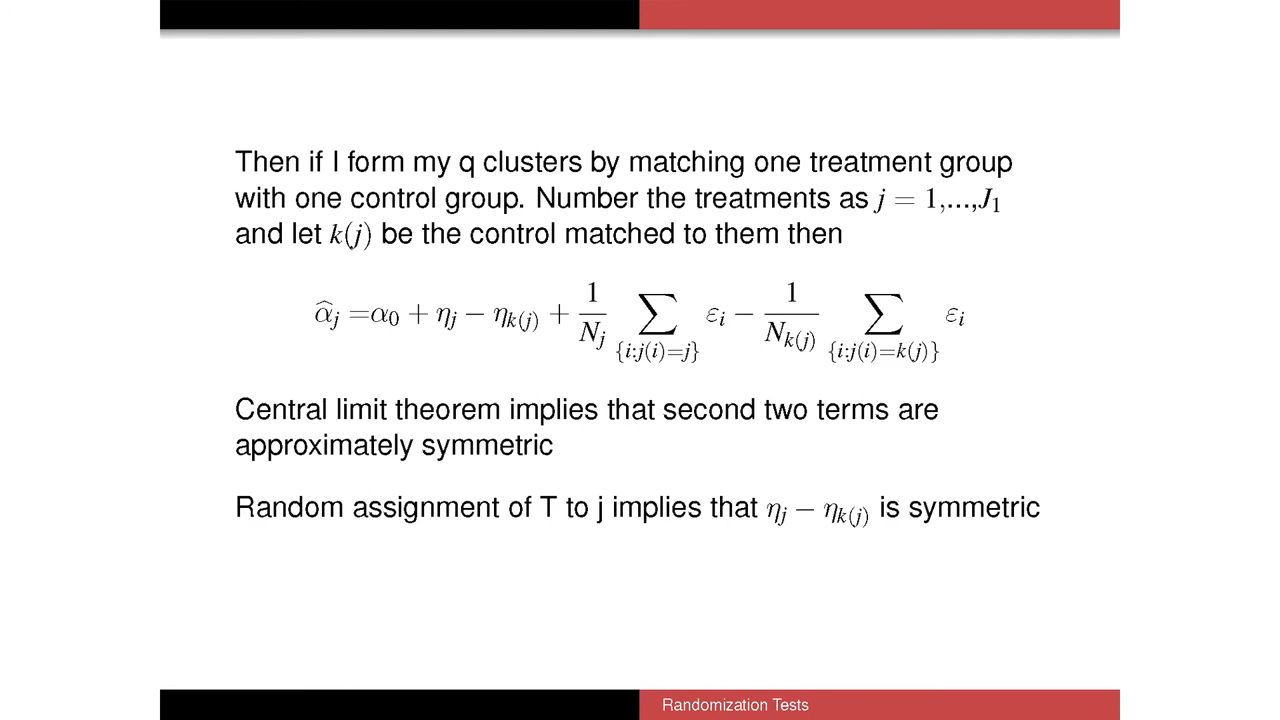 Then if I form my q clusters by matching one treatment group
with one control group. Number the treatments as j = 1,...,J₁
and let k(j) be the control matched to them then
α̂ⱼ =α₀ + ηⱼ − η_{k(j)} + 1/Nⱼ ∑_{{i:j(i)=j}} εᵢ − 1/N_{k(j)} ∑_{{i:j(i)=k(j)}} εᵢ
Central limit theorem implies that second two terms are
approximately symmetric
Random assignment of T to j implies that ηⱼ − η_{k(j)} is symmetric
Randomization Tests